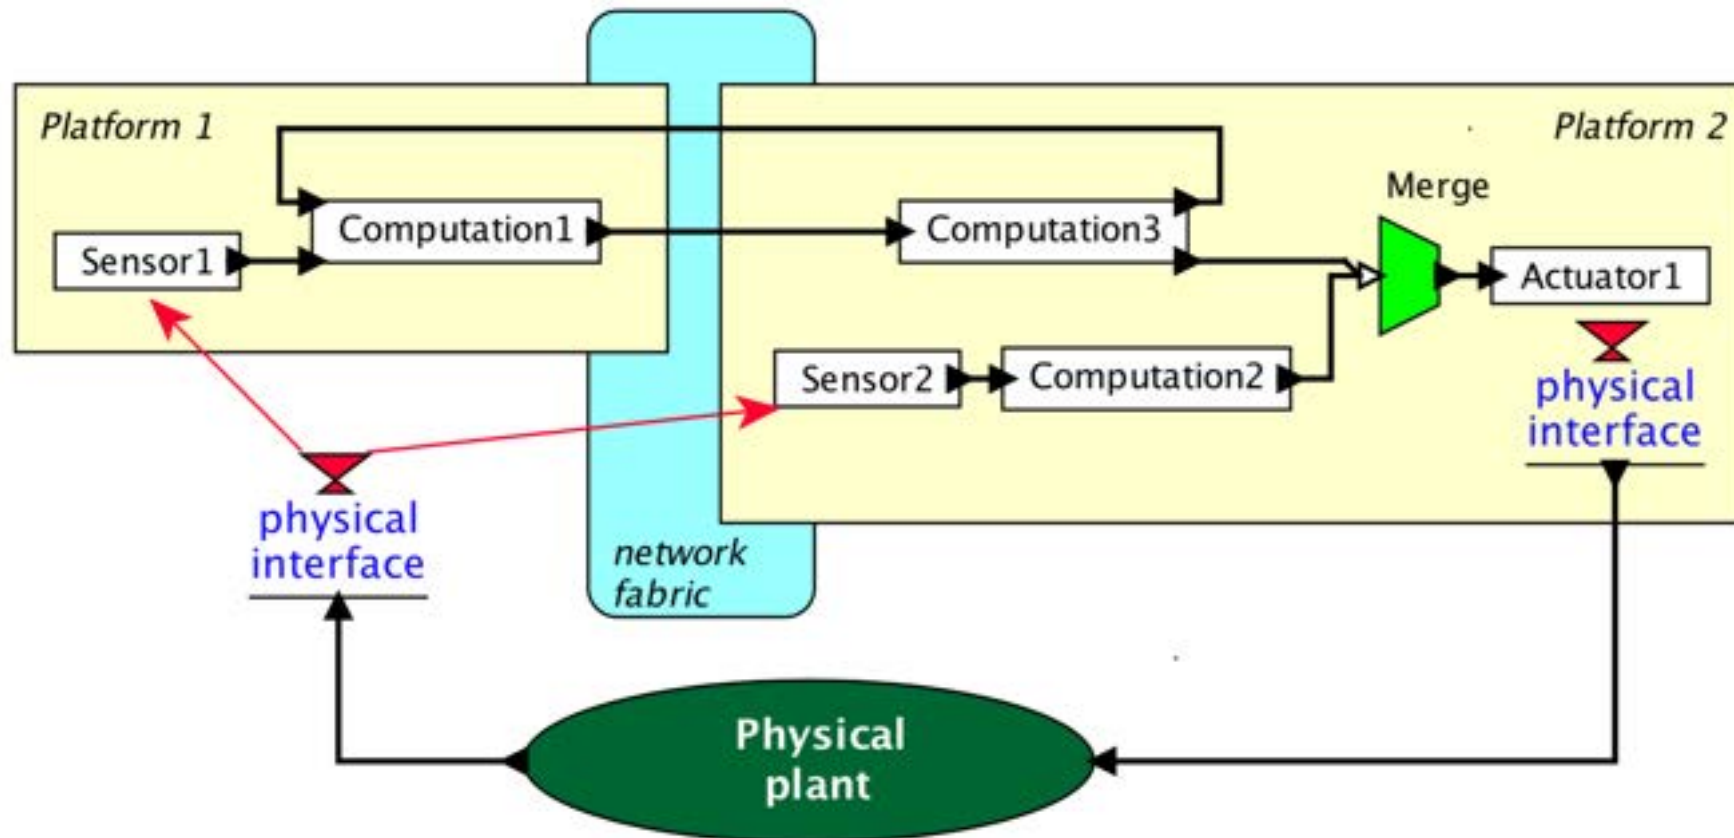 Platform 1
Platform 2
Merge
Computation1
Computation3
Sensor1
Actuator1
Sensor2
Computation2
physical
interface
physical
interface
network
fabric
Physical
plant